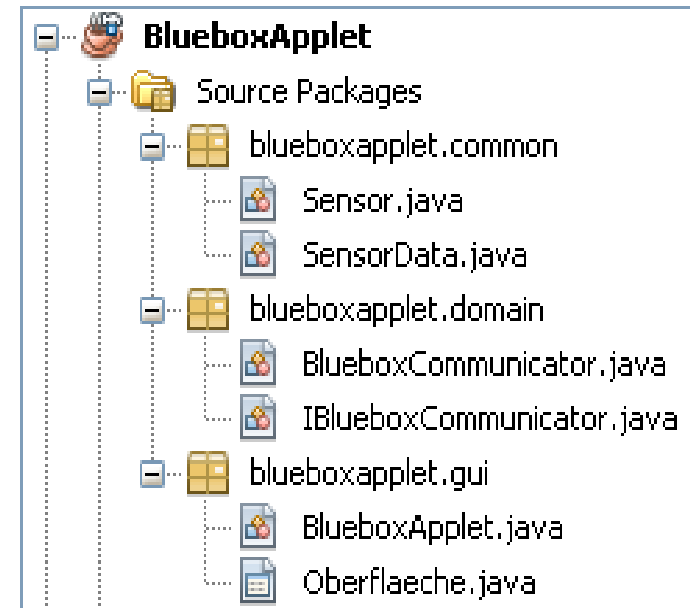 BlueboxApplet
Source Packages
blueboxapplet.common
Sensor.java
SensorData.java
blueboxapplet.domain
BlueboxCommunicator.java
IBlueboxCommunicator.java
blueboxapplet.gui
BlueboxApplet.java
Oberflaeche.java